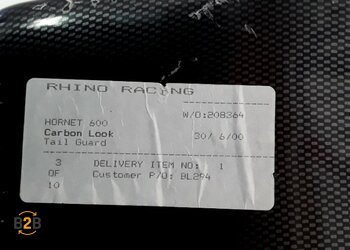 RHINO RACING
W/O:208364
HORNET 600
Carbon Look 30/ 6/00
Tail Guard
3 DELIVERY ITEM NO: 1
OF Customer P/O: BL294
10
B2B